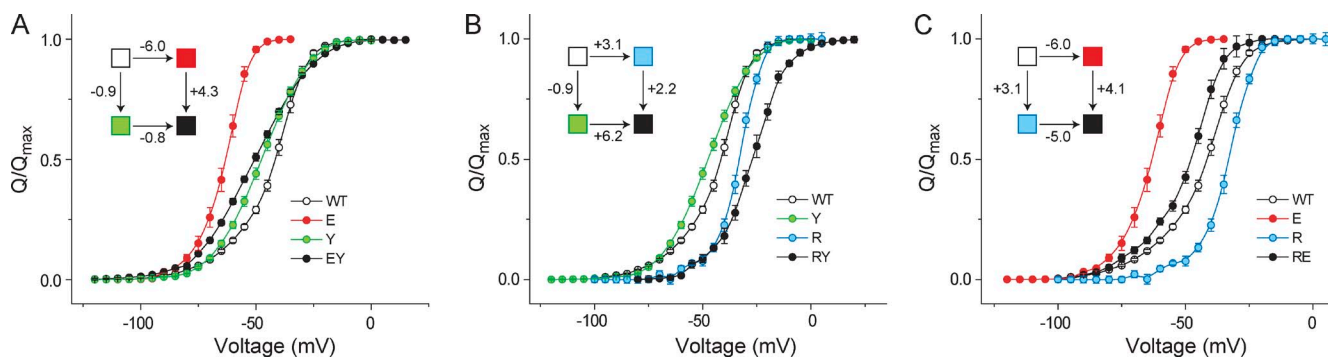 A
Q/Qmax
1.0
0.5
0.0
-6.0
-0.9
+4.3
-0.8
WT
E
Y
EY
-100
-50
0
Voltage (mV)
B
Q/Qmax
1.0
0.5
0.0
+3.1
-0.9
+2.2
+6.2
WT
Y
R
RY
-100
-50
0
Voltage (mV)
C
Q/Qmax
1.0
0.5
0.0
-6.0
+3.1
+4.1
-5.0
WT
E
R
RE
-100
-50
0
Voltage (mV)